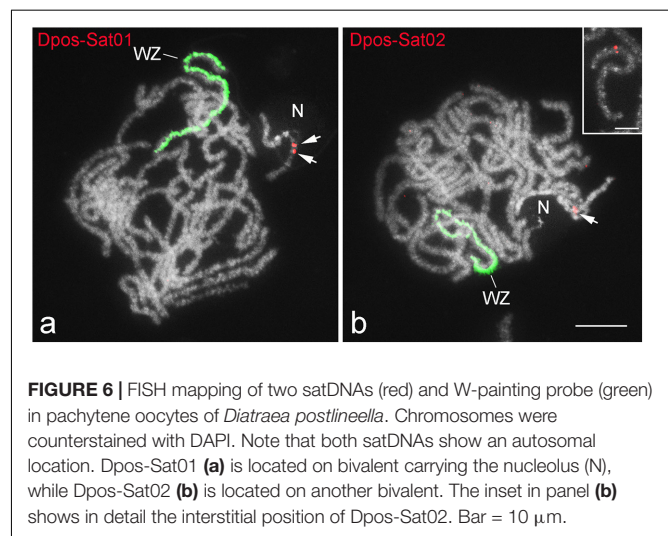 Dpos-Sat01
WZ
N
a
Dpos-Sat02
N
WZ
b
FIGURE 6 | FISH mapping of two satDNAs (red) and W-painting probe (green)
in pachytene oocytes of Diatraea postlineella. Chromosomes were
counterstained with DAPI. Note that both satDNAs show an autosomal
location. Dpos-Sat01 (a) is located on bivalent carrying the nucleolus (N),
while Dpos-Sat02 (b) is located on another bivalent. The inset in panel (b)
shows in detail the interstitial position of Dpos-Sat02. Bar = 10 μm.